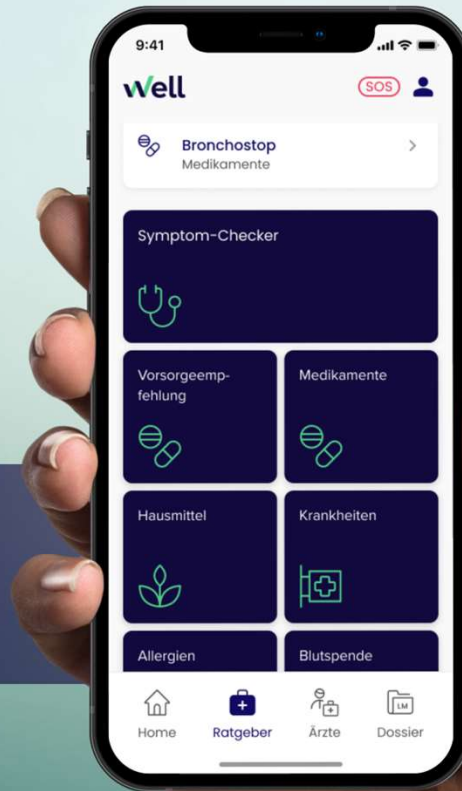 9:41
well
SOS
Bronchostop
Medikamente
Symptom-Checker
Vorsorgeemp-
fehlung
Medikamente
Hausmittel
Krankheiten
Allergien
Blutspende
LM
Home
Ratgeber
Ärzte
Dossier